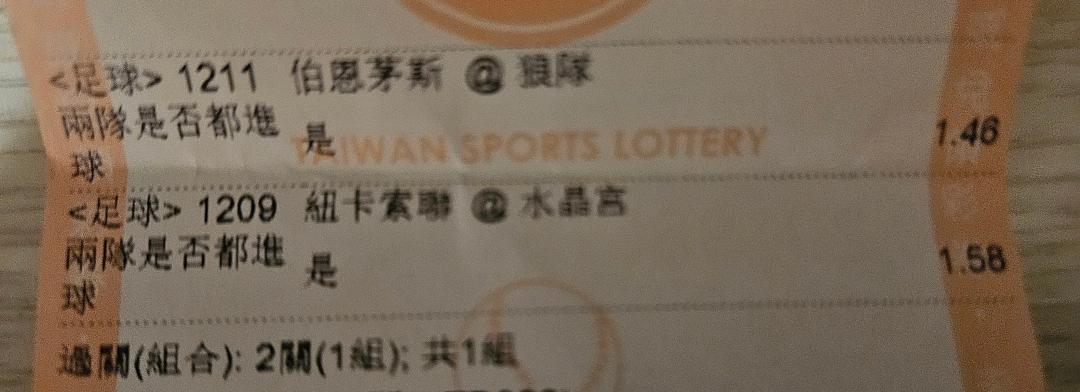 <足球> 1211 伯恩茅斯 @ 狼隊
兩隊是否都進球 是 1.46
TAIWAN SPORTS LOTTERY
<足球> 1209 紐卡索聯 @ 水晶宮
兩隊是否都進球 是 1.58
過關(組合): 2關(1組); 共1組